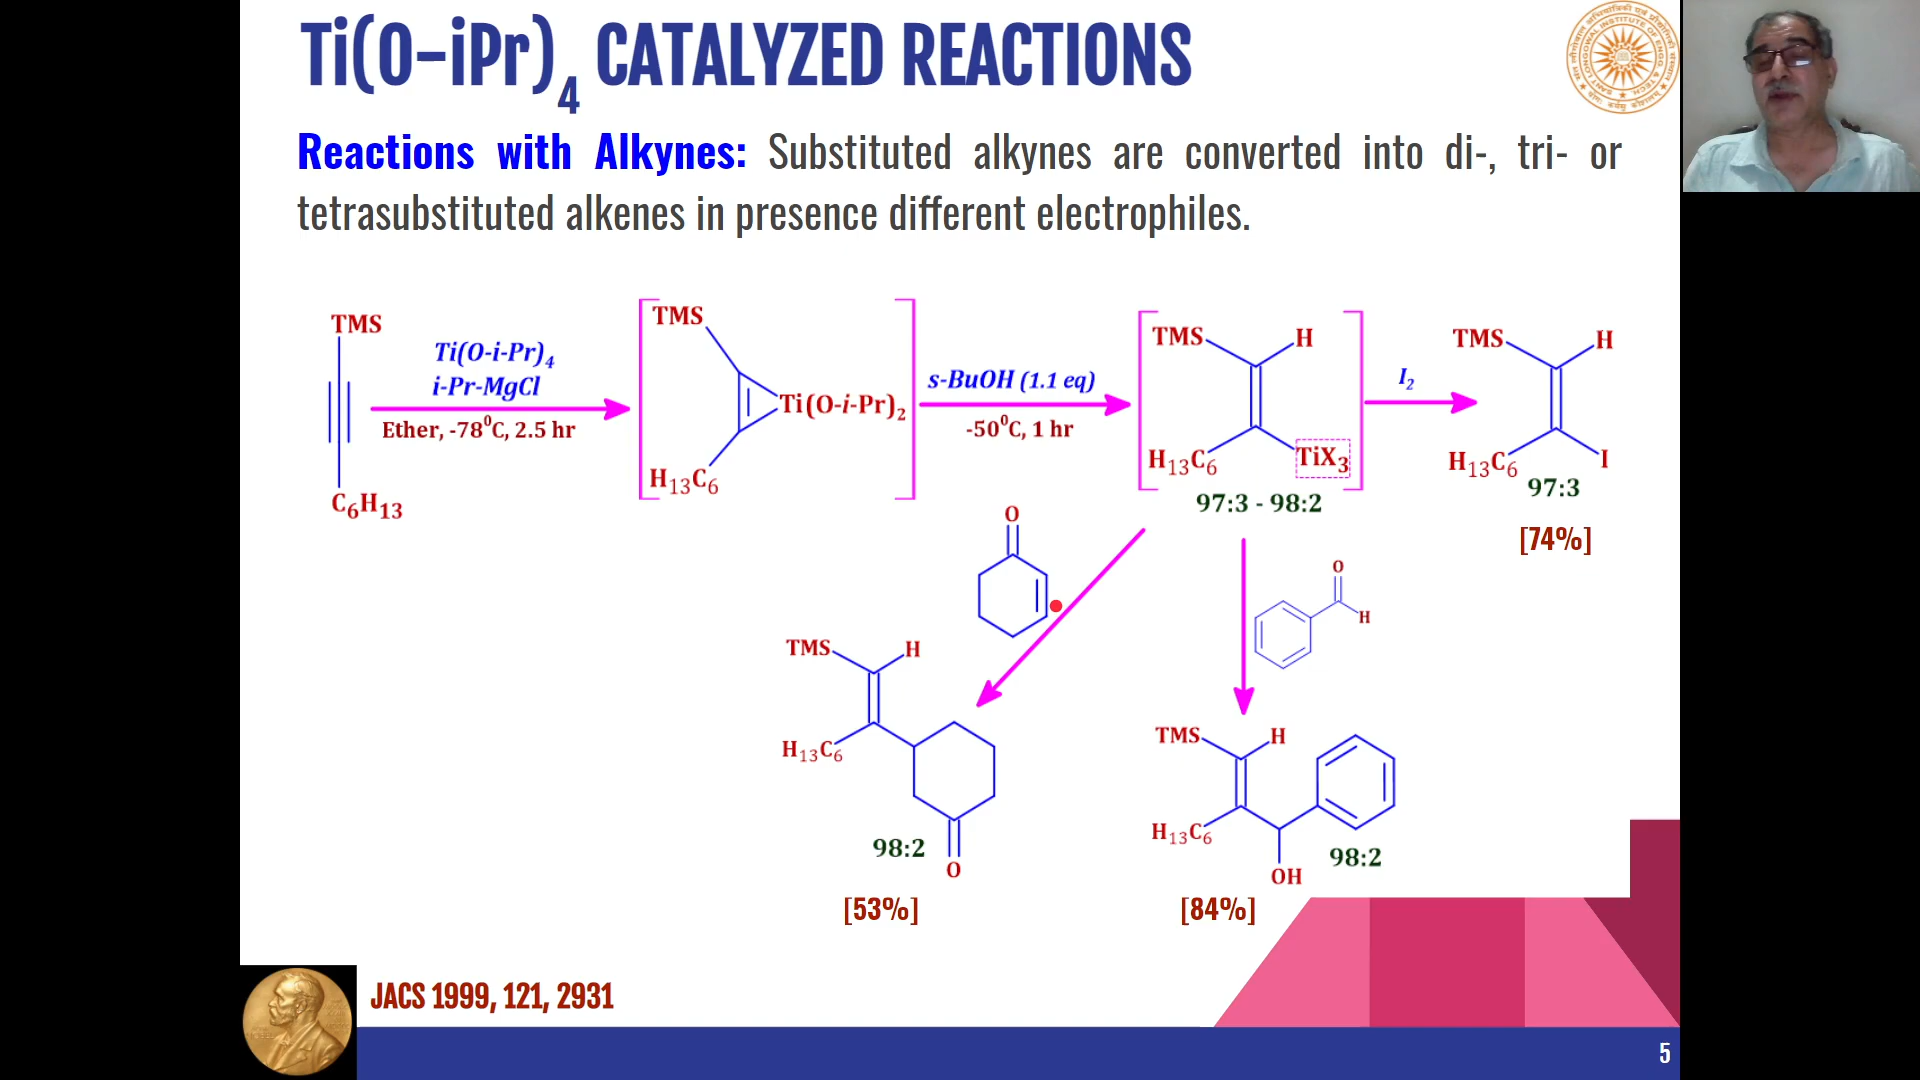 Ti(O-iPr)4 CATALYZED REACTIONS
Reactions with Alkynes: Substituted alkynes are converted into di-, tri- or
tetrasubstituted alkenes in presence different electrophiles.
TMS
C6H13
Ti(O-i-Pr)4
i-Pr-MgCl
Ether, -78⁰C, 2.5 hr
TMS
Ti(O-i-Pr)2
H13C6
s-BuOH (1.1 eq)
-50⁰C, 1 hr
TMS
H
H13C6
TiX3
97:3 - 98:2
I2
TMS
H
H13C6
I
97:3
[74%]
O
TMS
H
H13C6
98:2
O
[53%]
O
H
TMS
H
H13C6
OH
98:2
[84%]
JACS 1999, 121, 2931
5